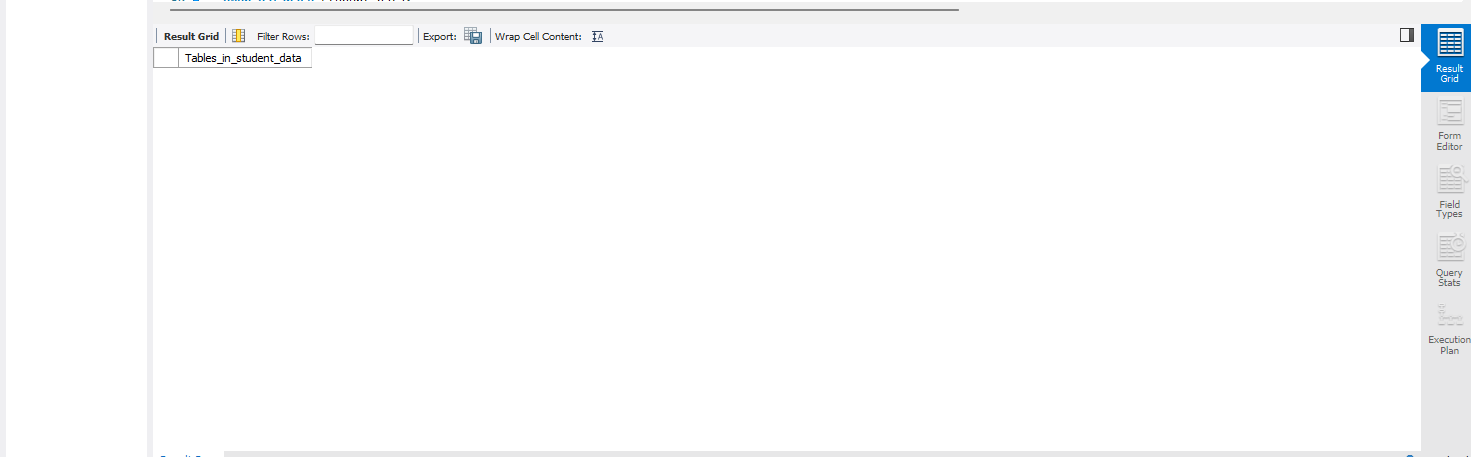 Result Grid Filter Rows: Export: Wrap Cell Content:
Tables_in_student_data
Result
Grid
Form
Editor
Field
Types
Query
Stats
Execution
Plan